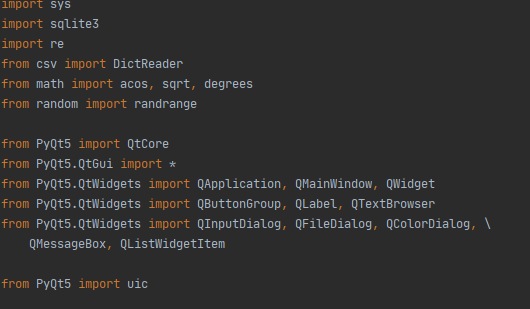 import sys
import sqlite3
import re
from csv import DictReader
from math import acos, sqrt, degrees
from random import randrange
from PyQt5 import QtCore
from PyQt5.QtGui import *
from PyQt5.QtWidgets import QApplication, QMainWindow, QWidget
from PyQt5.QtWidgets import QButtonGroup, QLabel, QTextBrowser
from PyQt5.QtWidgets import QInputDialog, QFileDialog, QColorDialog, \
    QMessageBox, QListWidgetItem
from PyQt5 import uic